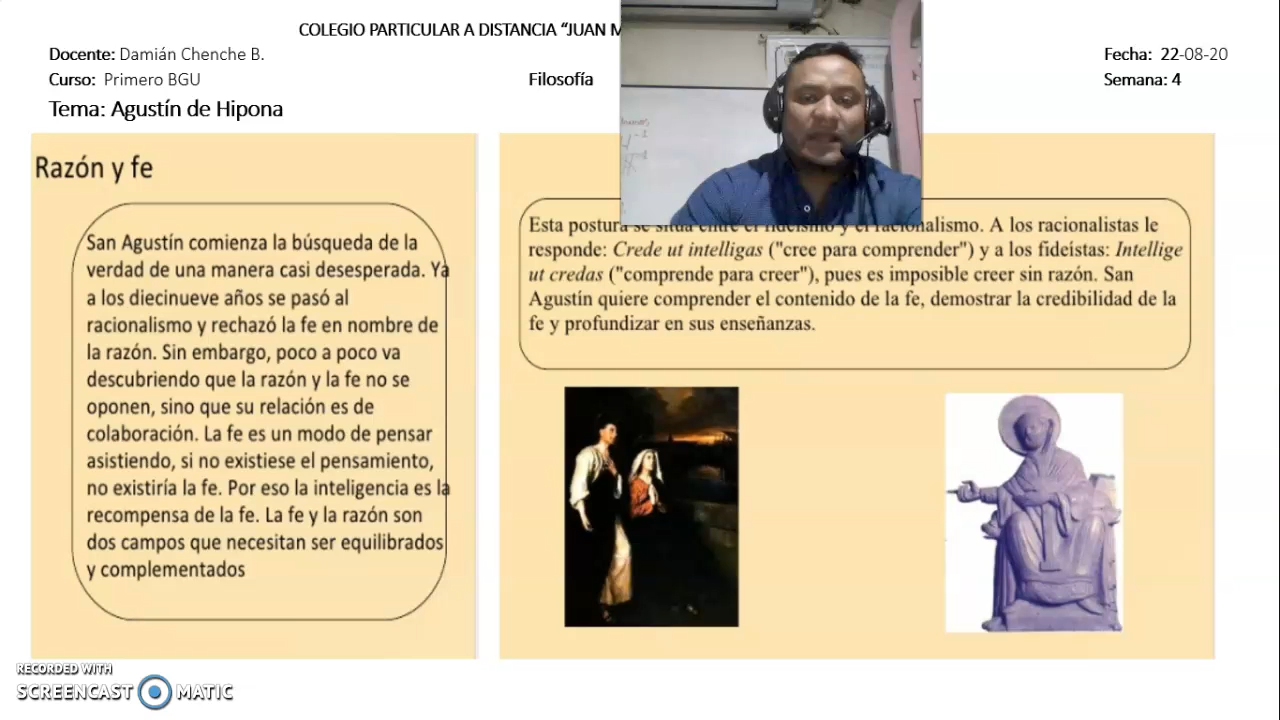 COLEGIO PARTICULAR A DISTANCIA “JUAN M
Docente: Damián Chenche B.
Fecha: 22-08-20
Curso: Primero BGU
Filosofía
Semana: 4
Tema: Agustín de Hipona
Razón y fe
San Agustín comienza la búsqueda de la
verdad de una manera casi desesperada. Ya
a los diecinueve años se pasó al
racionalismo y rechazó la fe en nombre de
la razón. Sin embargo, poco a poco va
descubriendo que la razón y la fe no se
oponen, sino que su relación es de
colaboración. La fe es un modo de pensar
asistiendo, si no existiese el pensamiento,
no existiría la fe. Por eso la inteligencia es la
recompensa de la fe. La fe y la razón son
dos campos que necesitan ser equilibrados
y complementados
Esta postura se situa entre el fideísmo y el racionalismo. A los racionalistas le
responde: Crede ut intelligas ("cree para comprender") y a los fideístas: Intellige
ut credas ("comprende para creer"), pues es imposible creer sin razón. San
Agustín quiere comprender el contenido de la fe, demostrar la credibilidad de la
fe y profundizar en sus enseñanzas.
RECORDED WITH
SCREENCAST MATIC